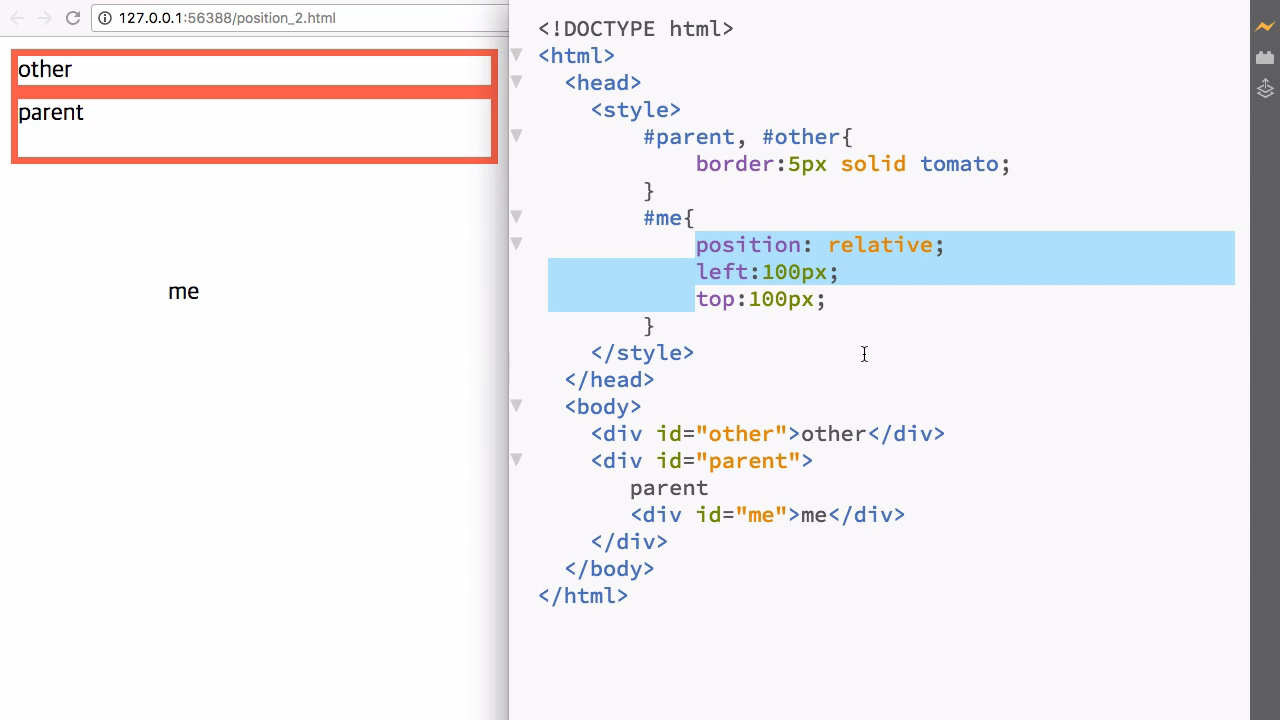 127.0.0.1:56388/position_2.html
other
parent
me
<!DOCTYPE html>
<html>
<head>
<style>
#parent, #other{
border:5px solid tomato;
}
#me{
position: relative;
left:100px;
top:100px;
}
</style>
</head>
<body>
<div id="other">other</div>
<div id="parent">
parent
<div id="me">me</div>
</div>
</body>
</html>